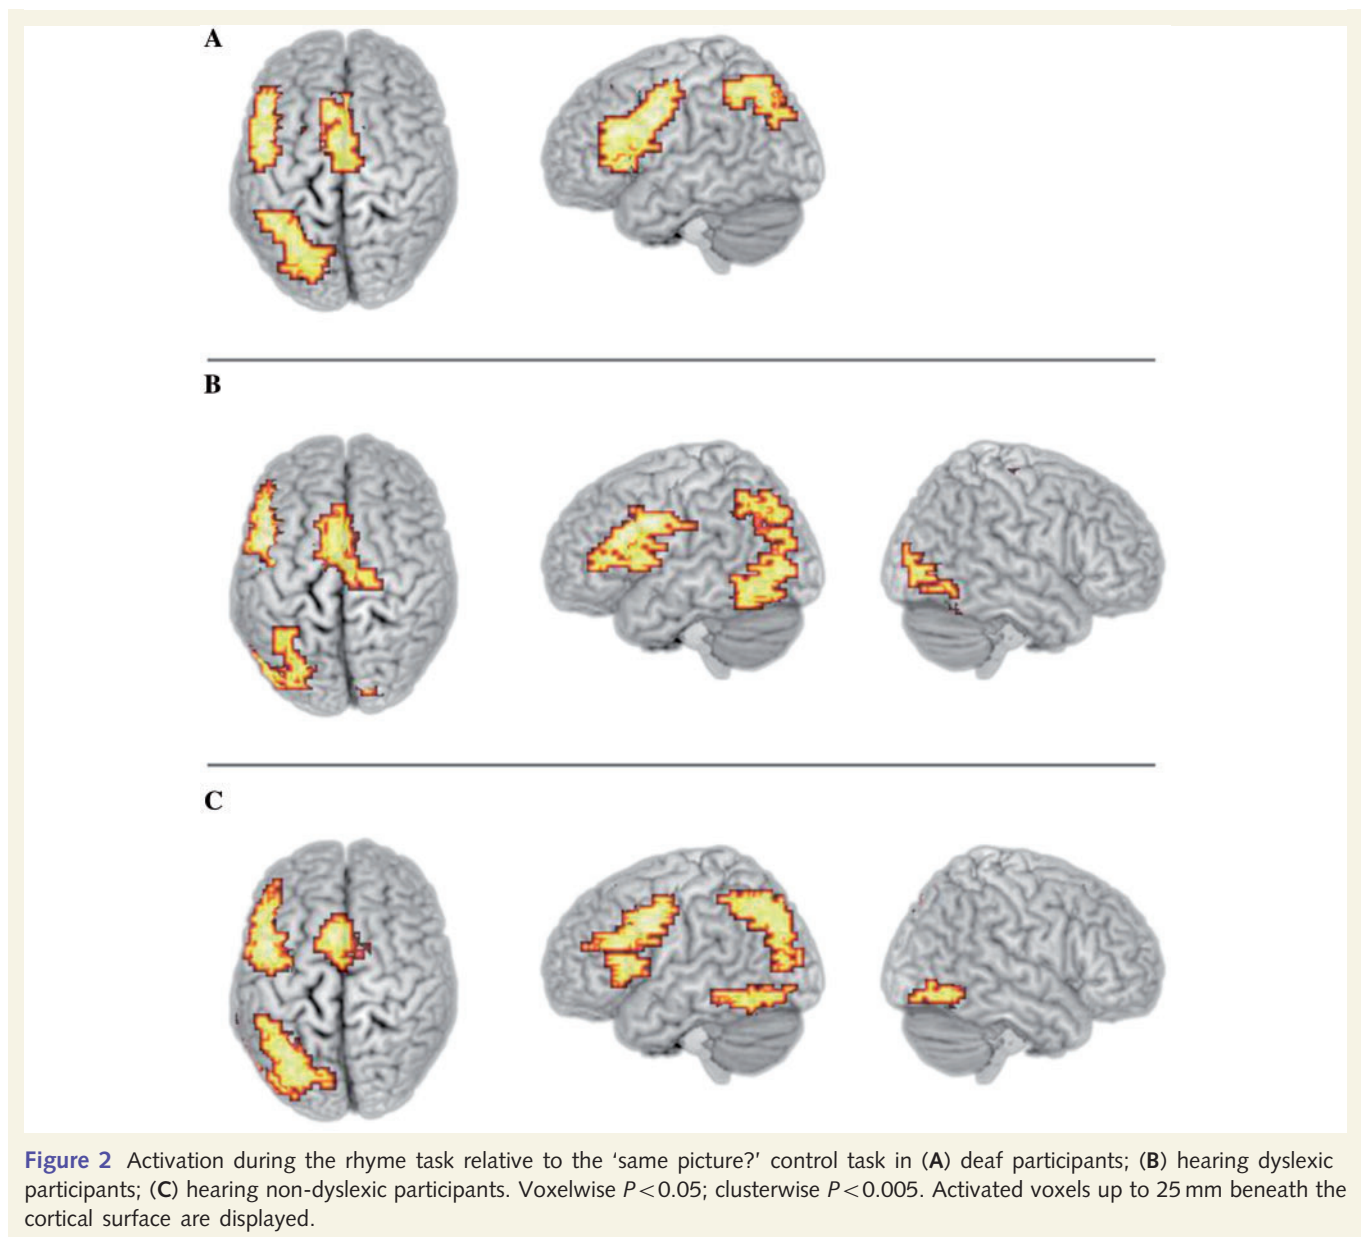 A
B
C
Figure 2 Activation during the rhyme task relative to the ‘same picture?’ control task in (A) deaf participants; (B) hearing dyslexic
participants; (C) hearing non-dyslexic participants. Voxelwise P<0.05; clusterwise P<0.005. Activated voxels up to 25 mm beneath the
cortical surface are displayed.